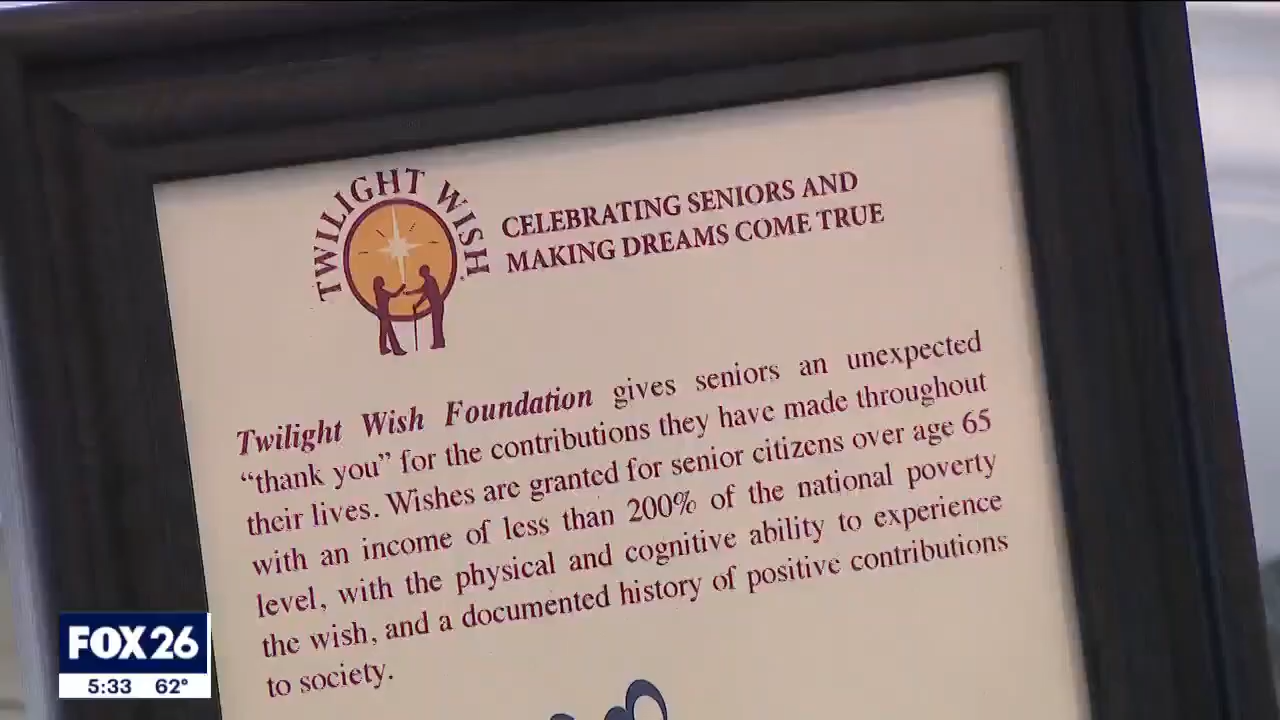 TWILIGHT WISH
CELEBRATING SENIORS AND
MAKING DREAMS COME TRUE
Twilight Wish Foundation gives seniors an unexpected
“thank you” for the contributions they have made throughout
their lives. Wishes are granted for senior citizens over age 65
with an income of less than 200% of the national poverty
level, with the physical and cognitive ability to experience
the wish, and a documented history of positive contributions
to society.
FOX 26
5:33 62°